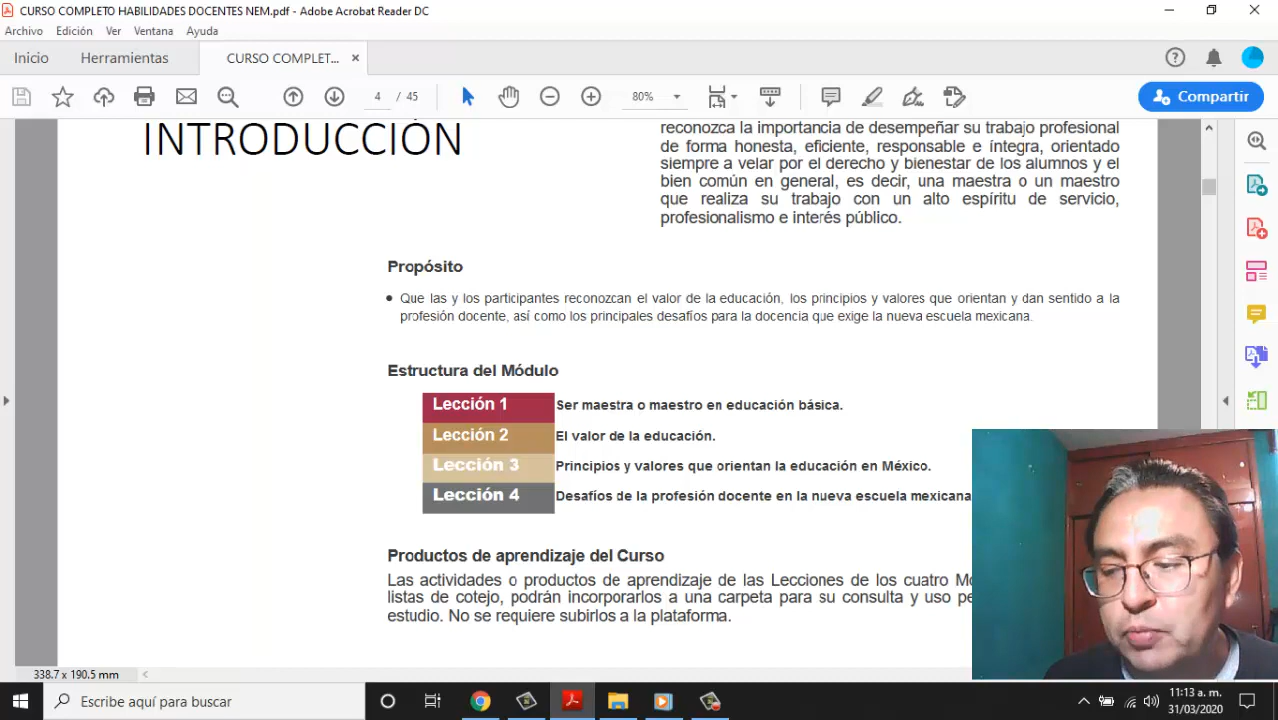 CURSO COMPLETO HABILIDADES DOCENTES NEM.pdf - Adobe Acrobat Reader DC
Archivo Edición Ver Ventana Ayuda
Inicio Herramientas CURSO COMPLET... ×
4 / 45 80% Compartir
INTRODUCCIÓN
reconozca la importancia de desempeñar su trabajo profesional
de forma honesta, eficiente, responsable e íntegra, orientado
siempre a velar por el derecho y bienestar de los alumnos y el
bien común en general, es decir, una maestra o un maestro
que realiza su trabajo con un alto espíritu de servicio,
profesionalismo e interés público.
Propósito
• Que las y los participantes reconozcan el valor de la educación, los principios y valores que orientan y dan sentido a la
profesión docente, así como los principales desafíos para la docencia que exige la nueva escuela mexicana.
Estructura del Módulo
Lección 1 Ser maestra o maestro en educación básica.
Lección 2 El valor de la educación.
Lección 3 Principios y valores que orientan la educación en México.
Lección 4 Desafíos de la profesión docente en la nueva escuela mexicana
Productos de aprendizaje del Curso
Las actividades o productos de aprendizaje de las Lecciones de los cuatro
listas de cotejo, podrán incorporarlos a una carpeta para su consulta y uso
estudio. No se requiere subirlos a la plataforma.
338.7 x 190.5 mm
Escribe aquí para buscar
11:13 a. m.
31/03/2020